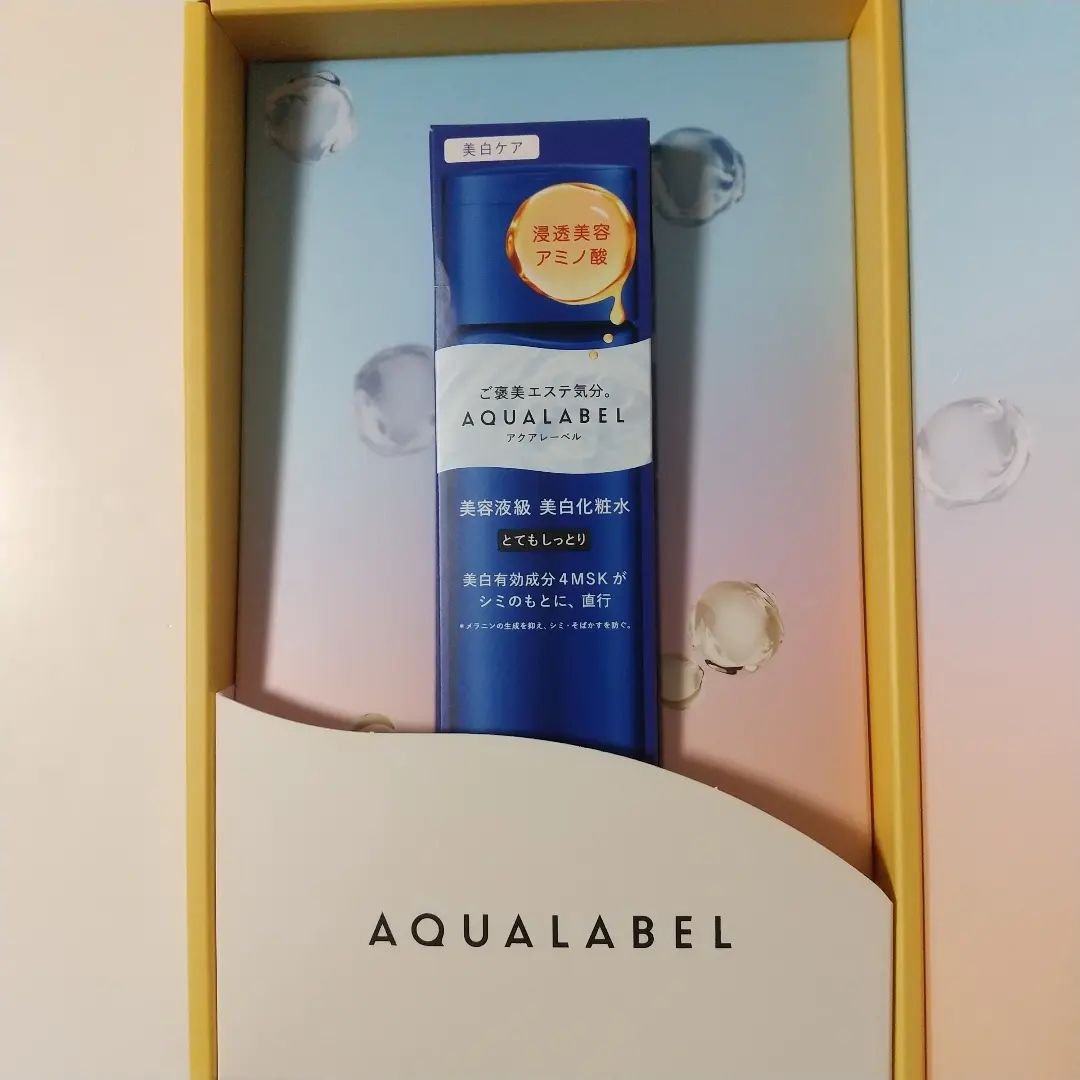 美白ケア
浸透美容
アミノ酸
ご褒美エステ気分。
AQUALABEL
アクアレーベル
美容液級 美白化粧水
とてもしっとり
美白有効成分4MSKが
シミのもとに、直行
*メラニンの生成を抑え、シミ・そばかすを防ぐ。
AQUALABEL